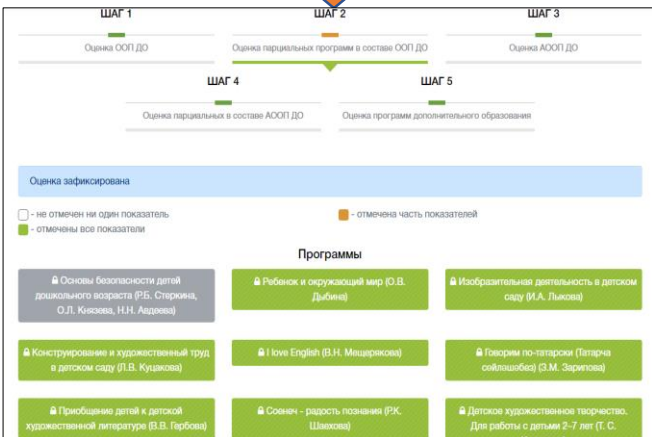 ШАГ 1 ШАГ 2 ШАГ 3
Оценка ООП ДО Оценка парциальных программ в составе ООП ДО Оценка АООП ДО
ШАГ 4 ШАГ 5
Оценка парциальных в составе АООП ДО Оценка программ дополнительного образования
Оценка зафиксирована
- не отмечен ни один показатель - отмечена часть показателей
- отмечены все показатели
Программы
Основы безопасности детей
дошкольного возраста (Р.Б. Стеркина,
О.Л. Князева, Н.Н. Авдеева)
Ребенок и окружающий мир (О.В.
Дыбина)
Изобразительная деятельность в детском
саду (И.А. Лыкова)
Конструирование и художественный труд
в детском саду (Л.В. Куцакова)
I love English (В.Н. Мещерякова)
Говорим по-татарски (Татарча
сөйләшәбез) (З.М. Зарипова)
Приобщение детей к детской
художественной литературе (В.В. Гербова)
Сөенеч - радость познания (Р.К.
Шаехова)
Детское художественное творчество.
Для работы с детьми 2–7 лет (Т. С.